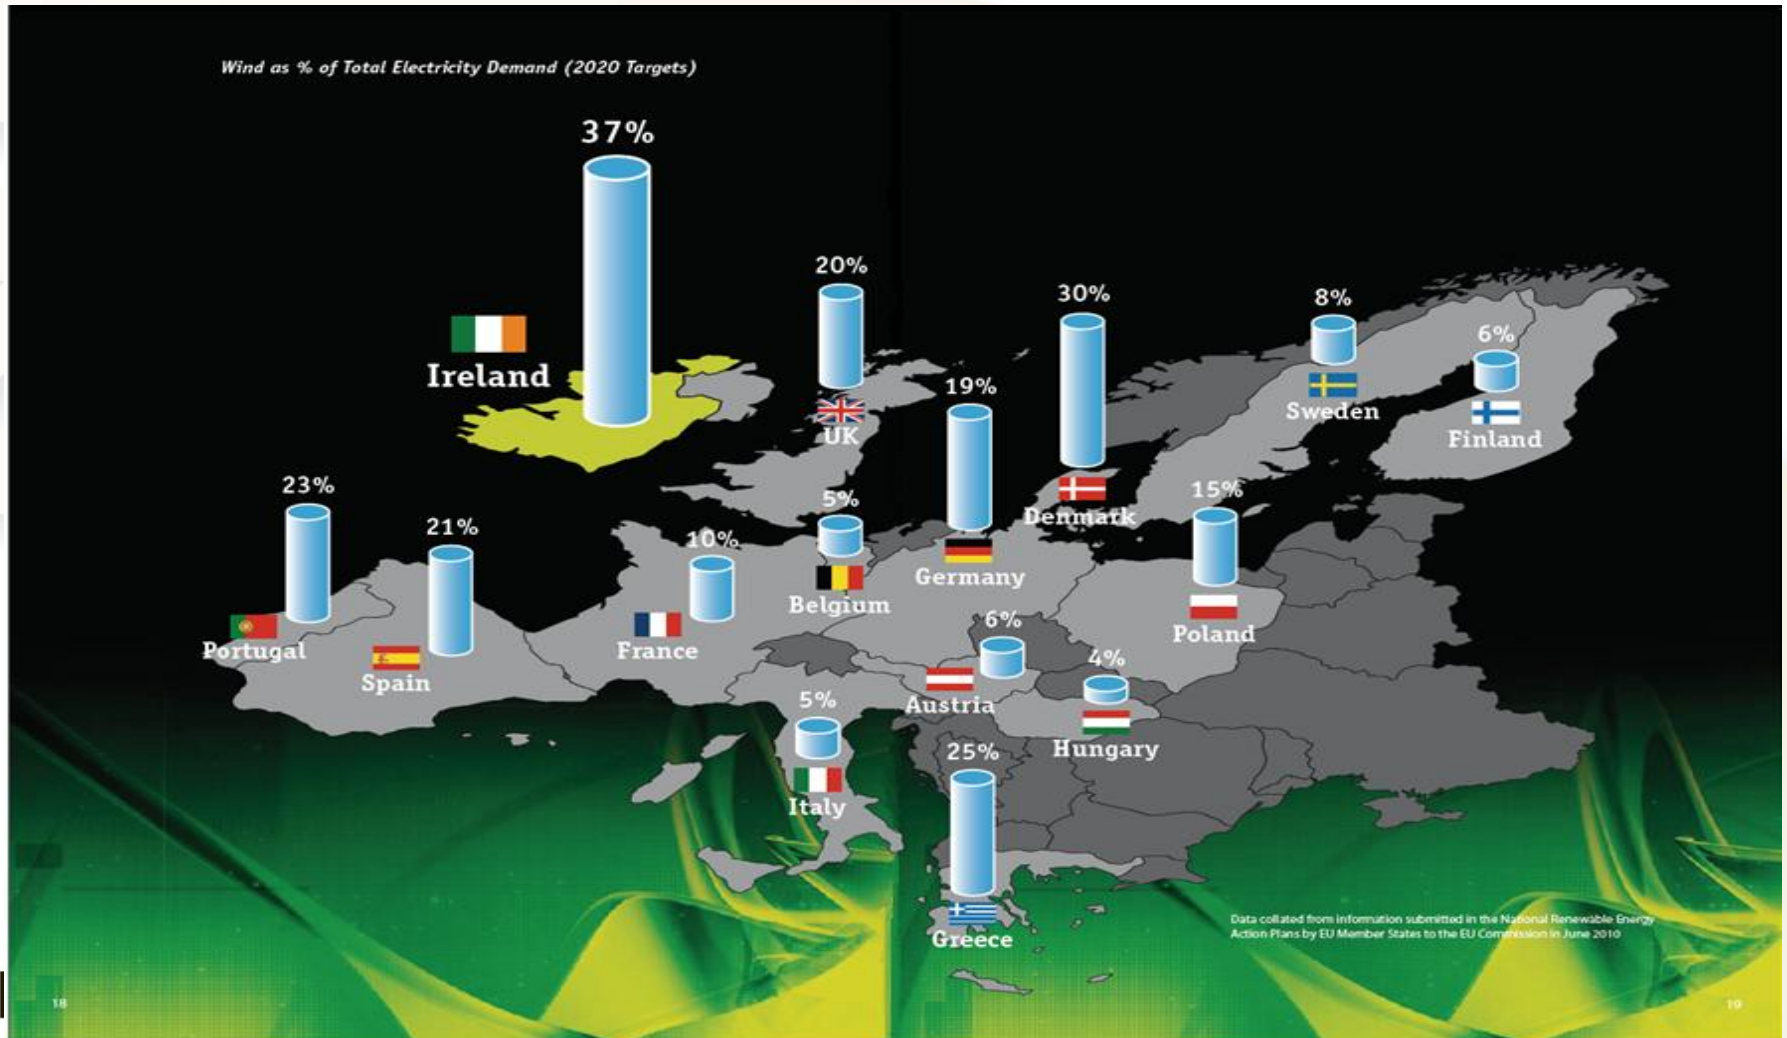 Wind as % of Total Electricity Demand (2020 Targets)
37%
Ireland
20%
UK
30%
Denmark
8%
Sweden
6%
Finland
19%
Germany
23%
Portugal
21%
Spain
10%
France
5%
Belgium
15%
Poland
6%
Austria
4%
Hungary
5%
Italy
25%
Greece
Data collated from information submitted in the National Renewable Energy
Action Plans by EU Member States to the EU Commission in June 2010
18
19